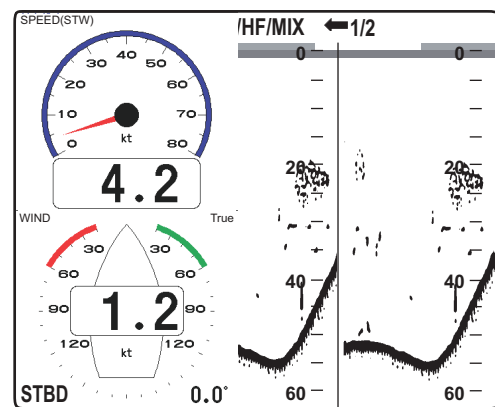 SPEED(STW)
0 10 20 30 40 50 60 70 80
kt
4.2
WIND True
30 30
60 60
90 90
120 120
1.2
kt
STBD 0.0°
/HF/MIX ⬅1/2
0 0
20 20
40 40
60 60